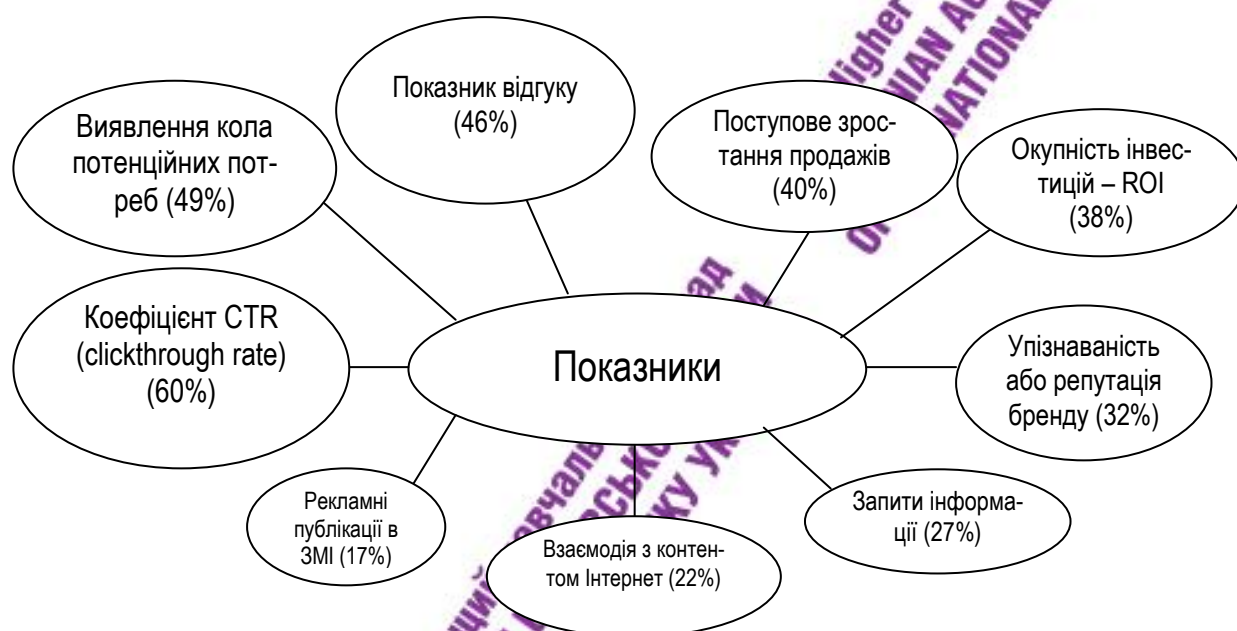 Показник відгуку
(46%)
Виявлення кола
потенційних пот-
реб (49%)
Поступове зрос-
тання продажів
(40%)
Окупність інвес-
тицій – ROI
(38%)
Коефіцієнт CTR
(clickthrough rate)
(60%)
Показники
Упізнаваність
або репутація
бренду (32%)
Рекламні
публікації в
ЗМІ (17%)
Взаємодія з контен-
том Інтернет (22%)
Запити інформа-
ції (27%)